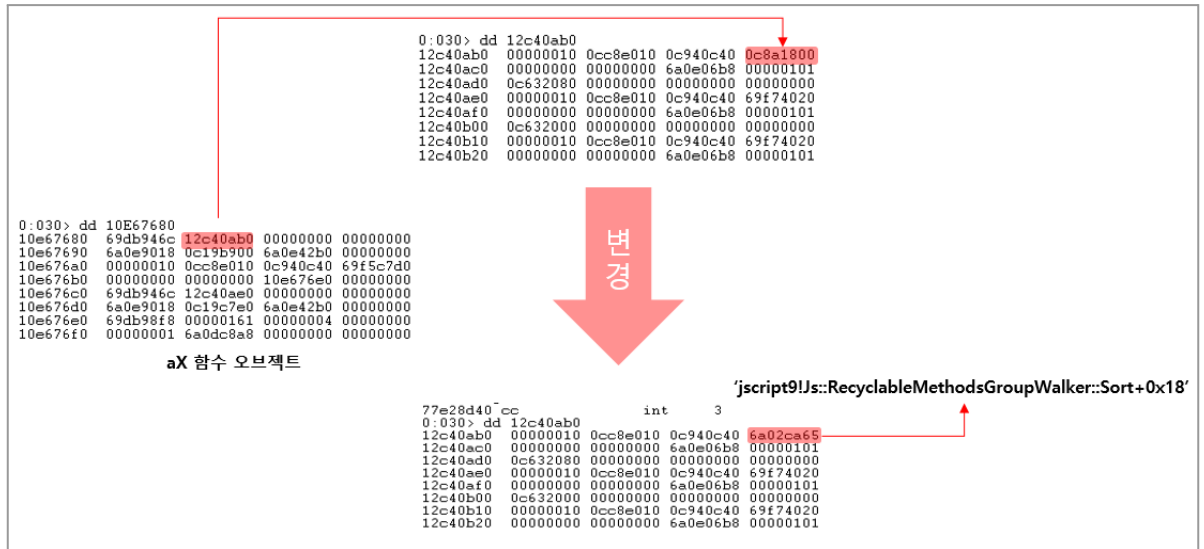 0:030> dd 12c40ab0
12c40ab0 00000010 0cc8e010 0c940c40 0c8a1800
12c40ac0 00000000 00000000 6a0e06b8 00000101
12c40ad0 0c632080 00000000 00000000 00000000
12c40ae0 00000010 0cc8e010 0c940c40 69f74020
12c40af0 00000000 00000000 6a0e06b8 00000101
12c40b00 0c632000 00000000 00000000 00000000
12c40b10 00000010 0cc8e010 0c940c40 69f74020
12c40b20 00000000 00000000 6a0e06b8 00000101
0:030> dd 10E67680
10e67680 69db946c 12c40ab0 00000000 00000000
10e67690 6a0e9018 0c19b900 6a0e42b0 00000000
10e676a0 00000010 0cc8e010 0c940c40 69f5c7d0
10e676b0 00000000 00000000 10e676e0 00000000
10e676c0 69db946c 12c40ae0 00000000 00000000
10e676d0 6a0e9018 0c19c7e0 6a0e42b0 00000000
10e676e0 69db98f8 00000161 00000004 00000000
10e676f0 00000001 6a0dc8a8 00000000 00000000
aX 함수 오브젝트
변
경
'jscript9!Js::RecyclableMethodsGroupWalker::Sort+0x18'
77e28d40 cc int 3
0:030> dd 12c40ab0
12c40ab0 00000010 0cc8e010 0c940c40 6a02ca65
12c40ac0 00000000 00000000 6a0e06b8 00000101
12c40ad0 0c632080 00000000 00000000 00000000
12c40ae0 00000010 0cc8e010 0c940c40 69f74020
12c40af0 00000000 00000000 6a0e06b8 00000101
12c40b00 0c632000 00000000 00000000 00000000
12c40b10 00000010 0cc8e010 0c940c40 69f74020
12c40b20 00000000 00000000 6a0e06b8 00000101